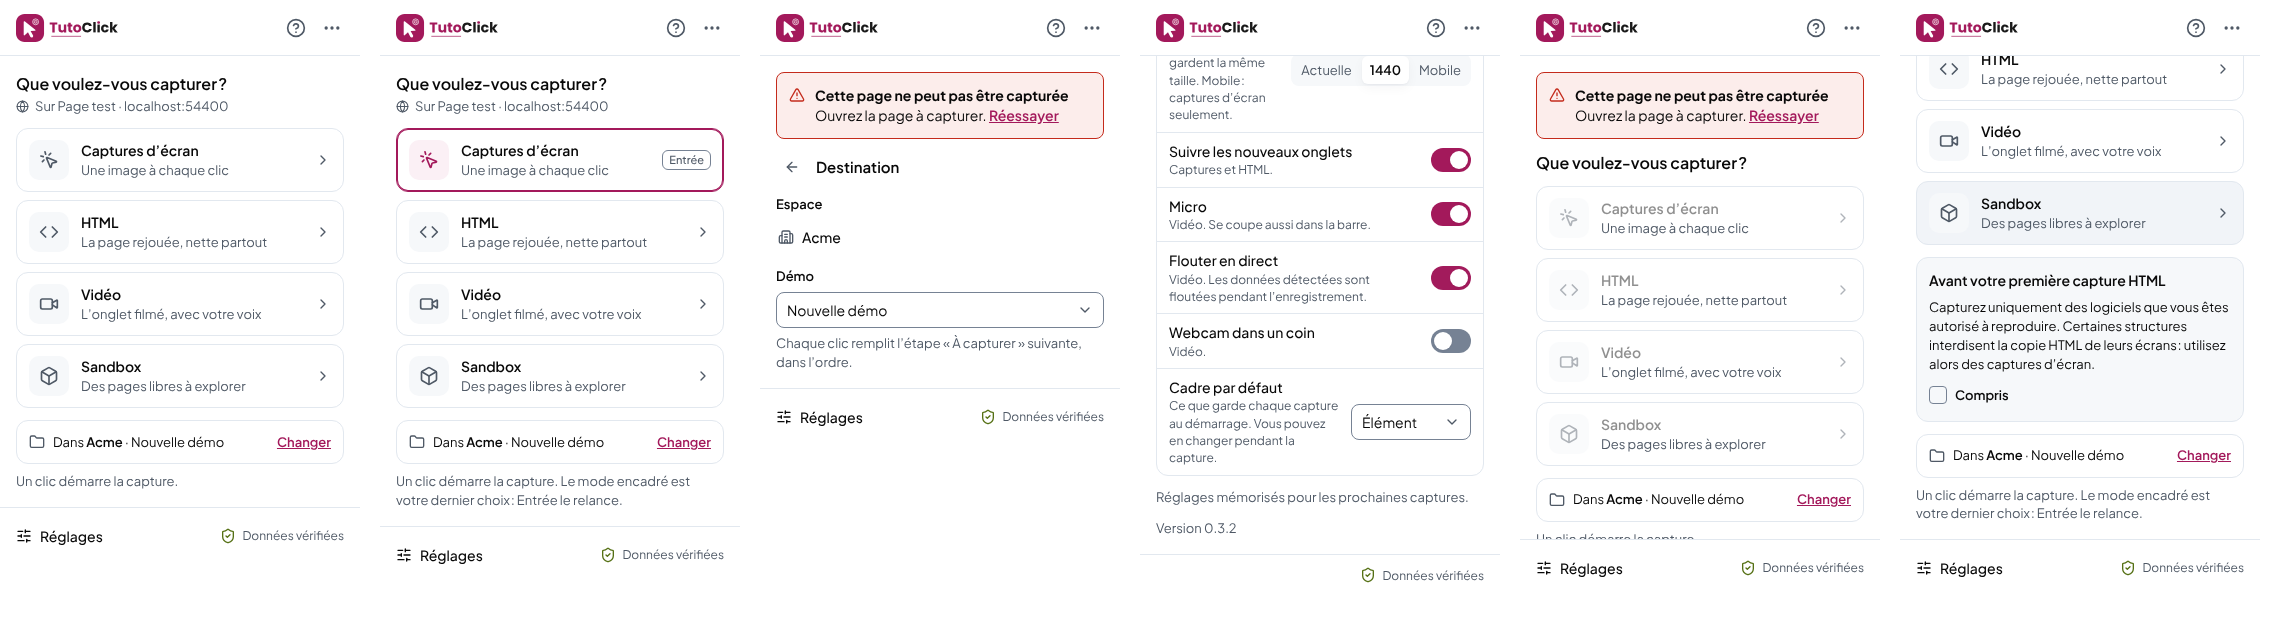 TutoClick
Que voulez-vous capturer ?
Sur Page test · localhost:54400
Captures d’écran
Une image à chaque clic
HTML
La page rejouée, nette partout
Vidéo
L’onglet filmé, avec votre voix
Sandbox
Des pages libres à explorer
Dans Acme · Nouvelle démo
Changer
Un clic démarre la capture.
Réglages
Données vérifiées
TutoClick
Que voulez-vous capturer ?
Sur Page test · localhost:54400
Captures d’écran
Une image à chaque clic
Entrée
HTML
La page rejouée, nette partout
Vidéo
L’onglet filmé, avec votre voix
Sandbox
Des pages libres à explorer
Dans Acme · Nouvelle démo
Changer
Un clic démarre la capture. Le mode encadré est
votre dernier choix : Entrée le relance.
Réglages
Données vérifiées
TutoClick
Cette page ne peut pas être capturée
Ouvrez la page à capturer. Réessayer
Destination
Espace
Acme
Démo
Nouvelle démo
Chaque clic remplit l’étape « À capturer » suivante,
dans l’ordre.
Réglages
Données vérifiées
TutoClick
gardent la même
taille. Mobile :
captures d’écran
seulement.
Actuelle 1440 Mobile
Suivre les nouveaux onglets
Captures et HTML.
Micro
Vidéo. Se coupe aussi dans la barre.
Flouter en direct
Vidéo. Les données détectées sont
floutées pendant l’enregistrement.
Webcam dans un coin
Vidéo.
Cadre par défaut
Ce que garde chaque capture
au démarrage. Vous pouvez
en changer pendant la
capture.
Élément
Réglages mémorisés pour les prochaines captures.
Version 0.3.2
Données vérifiées
TutoClick
Cette page ne peut pas être capturée
Ouvrez la page à capturer. Réessayer
Que voulez-vous capturer ?
Captures d’écran
Une image à chaque clic
HTML
La page rejouée, nette partout
Vidéo
L’onglet filmé, avec votre voix
Sandbox
Des pages libres à explorer
Dans Acme · Nouvelle démo
Changer
Un clic démarre la capture.
Réglages
Données vérifiées
TutoClick
HTML
La page rejouée, nette partout
Vidéo
L’onglet filmé, avec votre voix
Sandbox
Des pages libres à explorer
Avant votre première capture HTML
Capturez uniquement des logiciels que vous êtes
autorisé à reproduire. Certaines structures
interdisent la copie HTML de leurs écrans : utilisez
alors des captures d’écran.
Compris
Dans Acme · Nouvelle démo
Changer
Un clic démarre la capture. Le mode encadré est
votre dernier choix : Entrée le relance.
Réglages
Données vérifiées